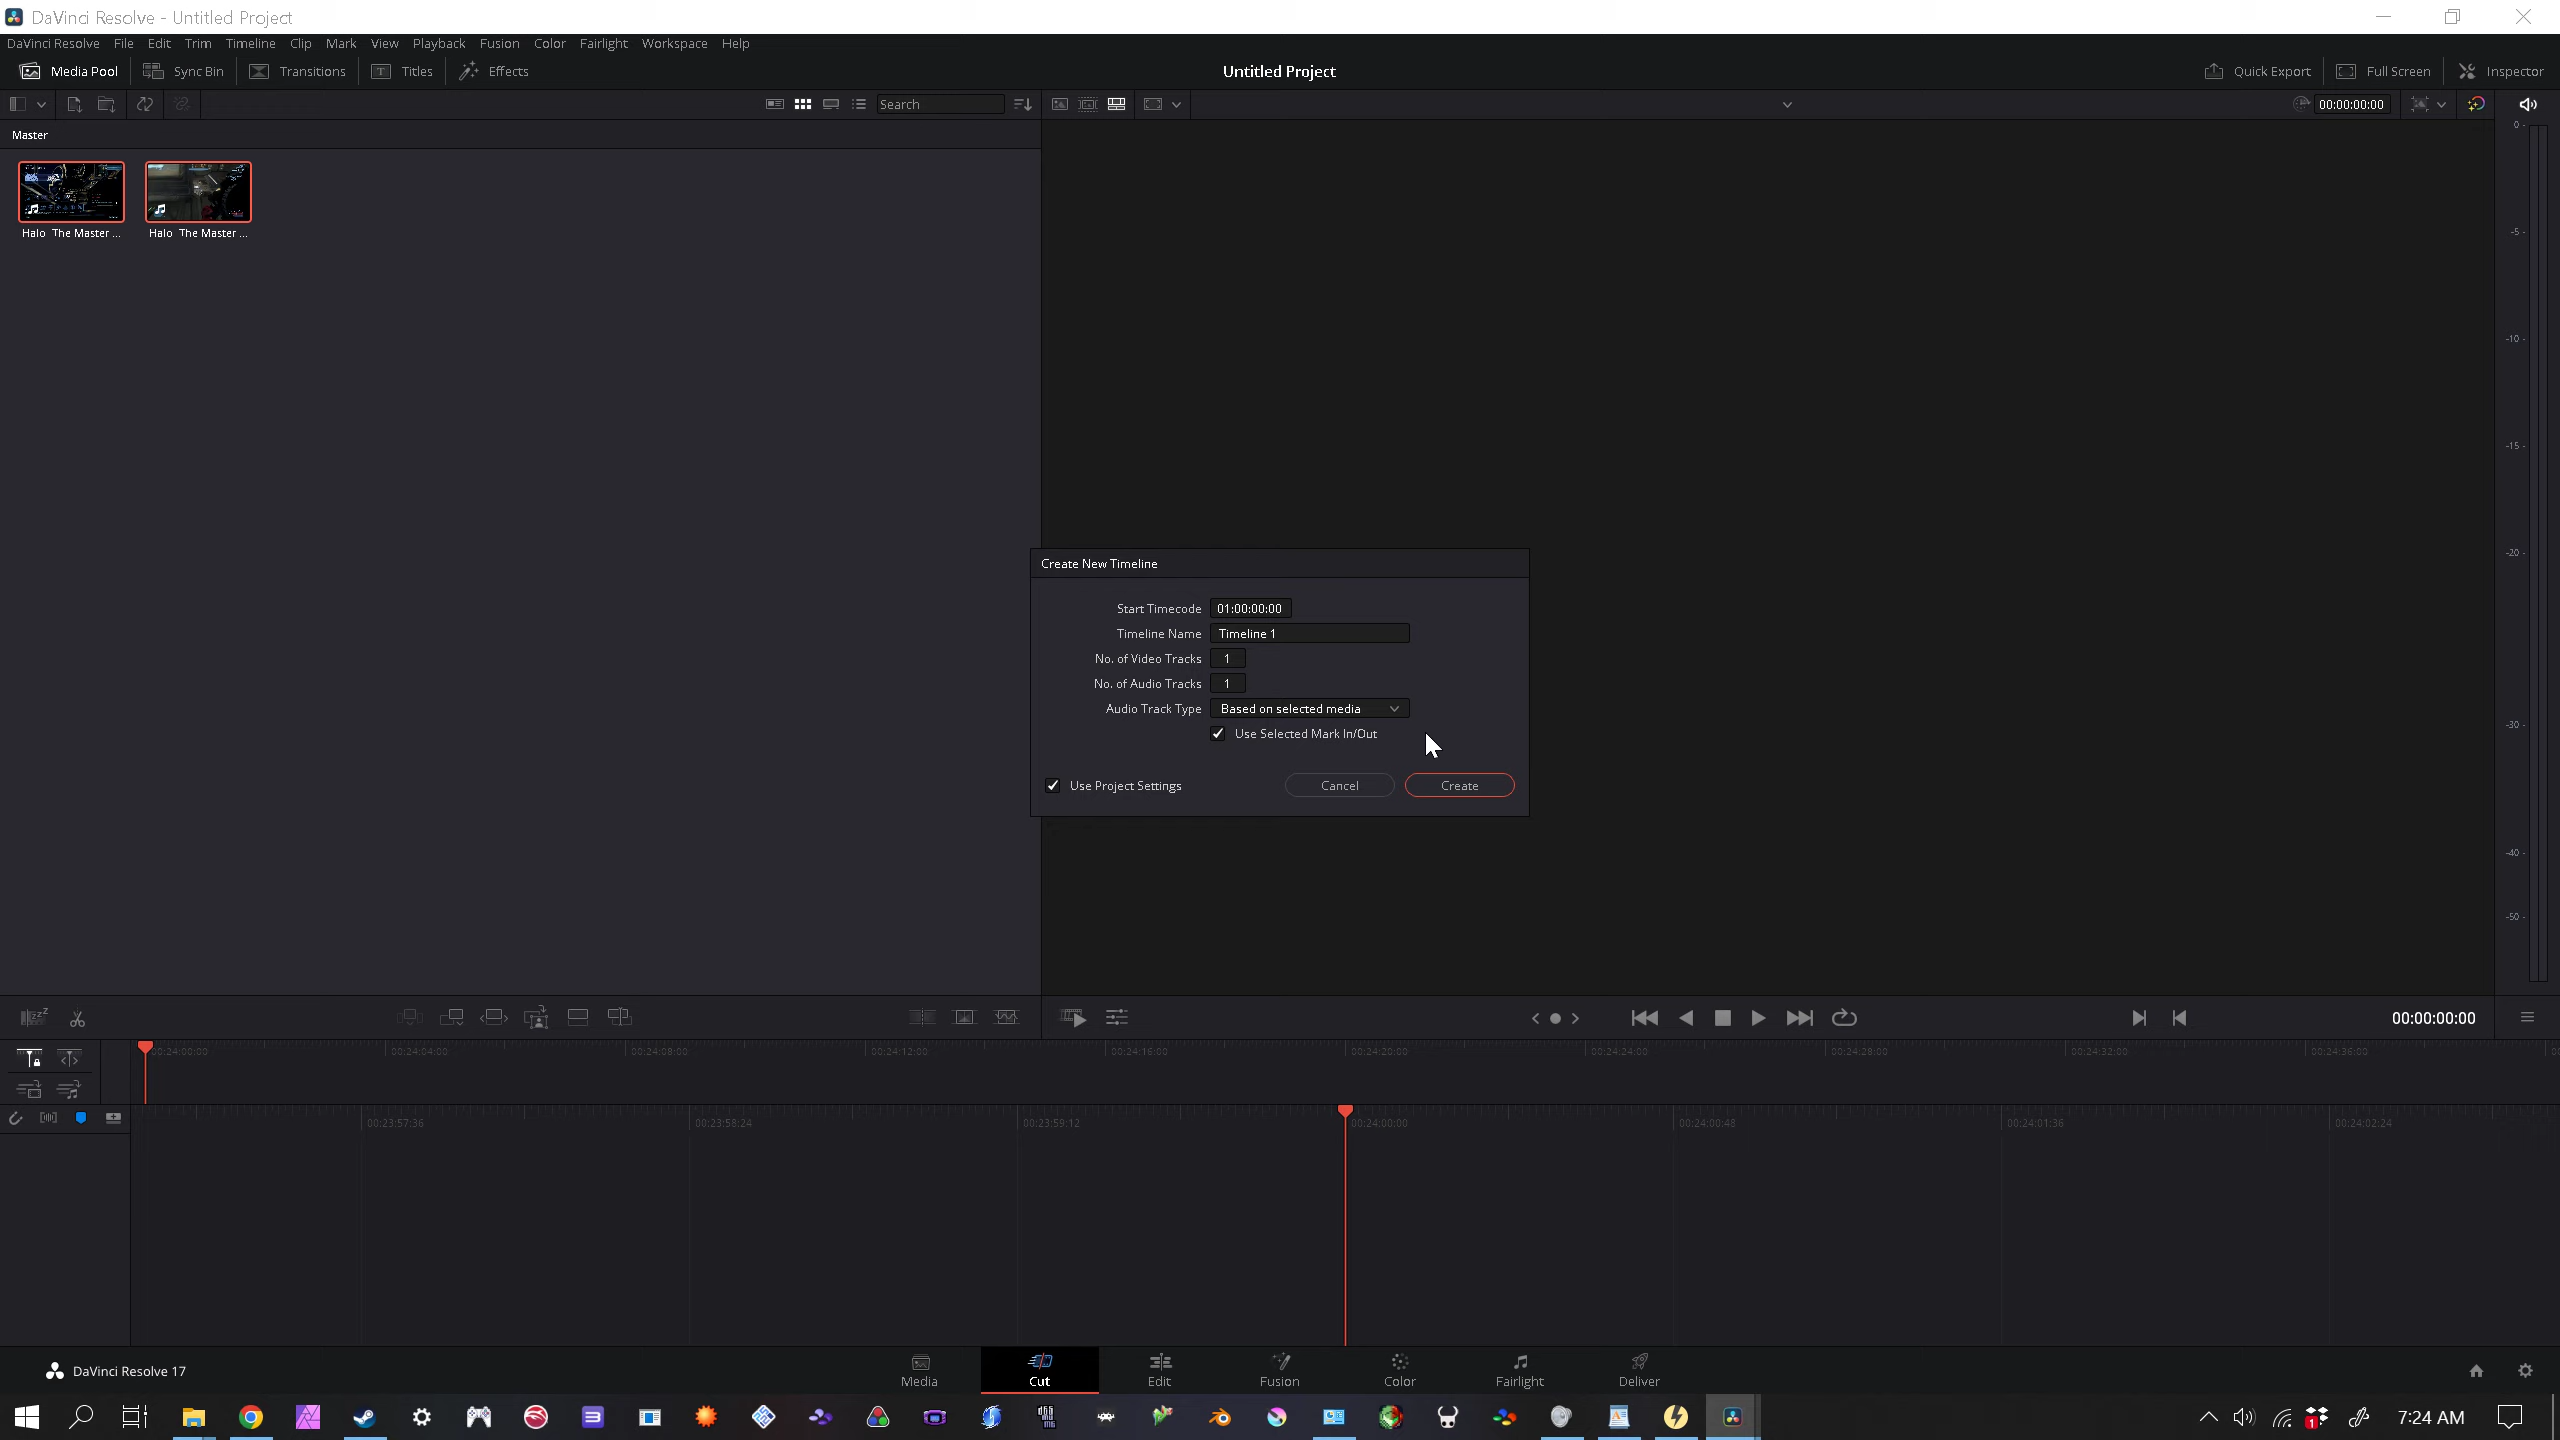 DaVinci Resolve - Untitled Project
DaVinci Resolve File Edit Trim Timeline Clip Mark View Playback Fusion Color Fairlight Workspace Help
Media Pool Sync Bin Transitions Titles Effects Untitled Project Quick Export Full Screen Inspector
Search 00:00:00:00
Master
Halo The Master ... Halo The Master ...
0 -
-5 -
-10 -
-15 -
-20 -
-30 -
-40 -
-50 -
Create New Timeline
Start Timecode 01:00:00:00
Timeline Name Timeline 1
No. of Video Tracks 1
No. of Audio Tracks 1
Audio Track Type Based on selected media
Use Selected Mark In/Out
Use Project Settings Cancel Create
00:00:00:00
00:24:00:00 00:24:04:00 00:24:08:00 00:24:12:00 00:24:16:00 00:24:20:00 00:24:24:00 00:24:28:00 00:24:32:00 00:24:36:00
00:23:57:36 00:23:58:24 00:23:59:12 00:24:00:00 00:24:00:48 00:24:01:36 00:24:02:24
DaVinci Resolve 17 Media Cut Edit Fusion Color Fairlight Deliver
7:24 AM